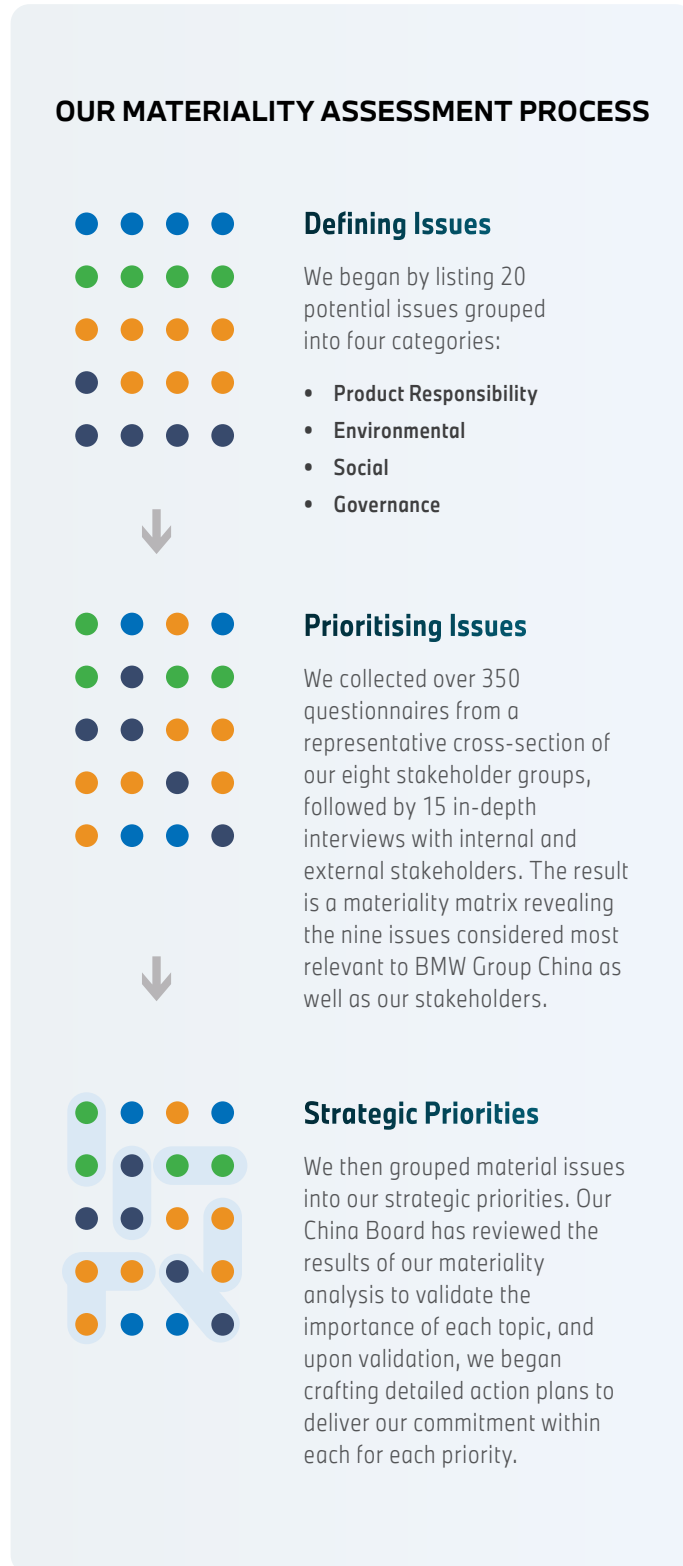 OUR MATERIALITY ASSESSMENT PROCESS
Defining Issues
We began by listing 20
potential issues grouped
into four categories:
• Product Responsibility
• Environmental
• Social
• Governance
Prioritising Issues
We collected over 350
questionnaires from a
representative cross-section of
our eight stakeholder groups,
followed by 15 in-depth
interviews with internal and
external stakeholders. The result
is a materiality matrix revealing
the nine issues considered most
relevant to BMW Group China as
well as our stakeholders.
Strategic Priorities
We then grouped material issues
into our strategic priorities. Our
China Board has reviewed the
results of our materiality
analysis to validate the
importance of each topic, and
upon validation, we began
crafting detailed action plans to
deliver our commitment within
each for each priority.